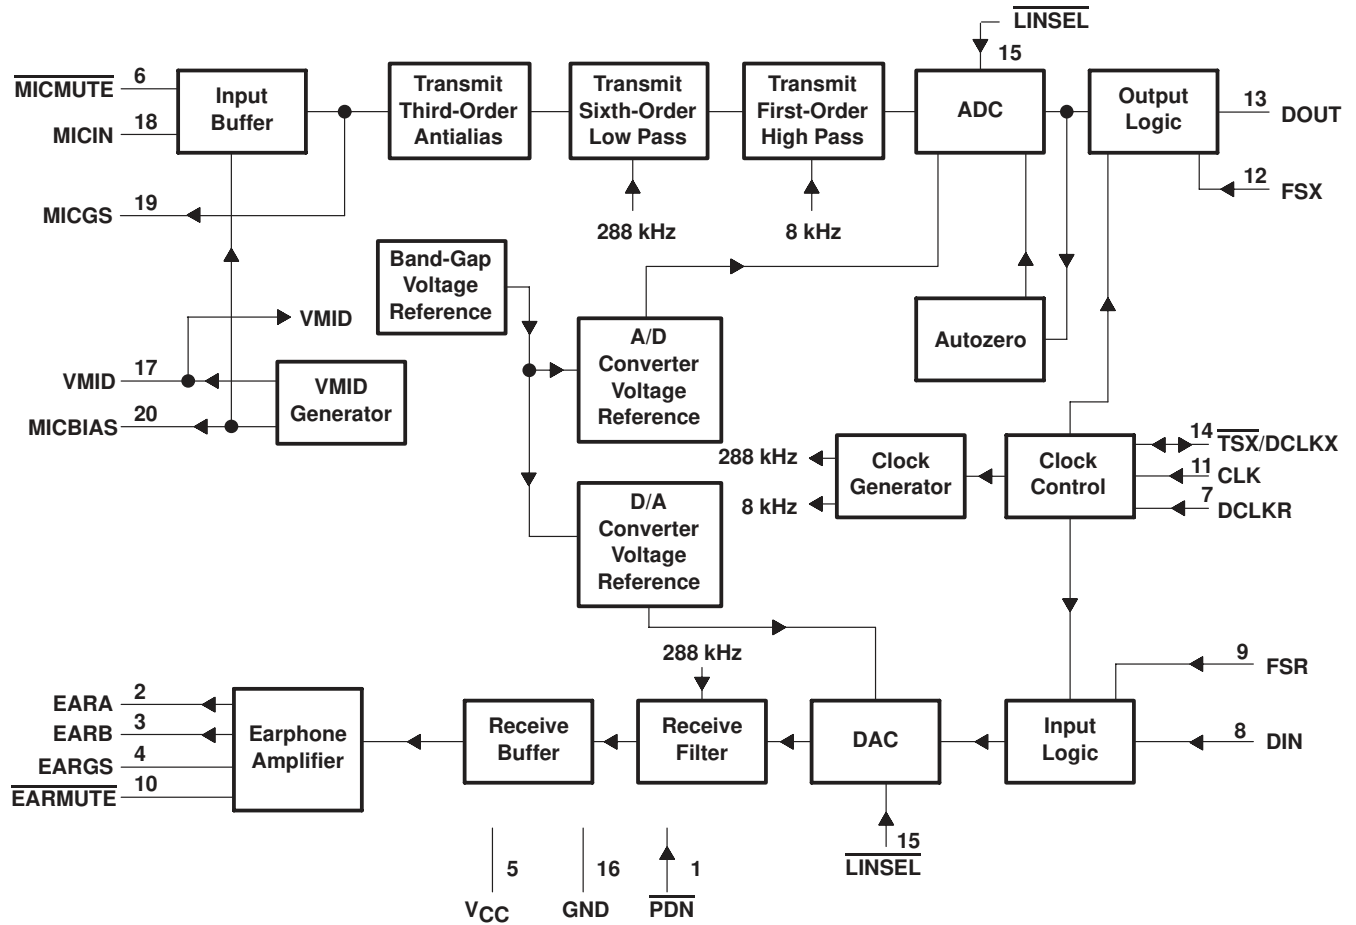 LINSEL
15
MICMUTE 6
MICIN 18
Input
Buffer
Transmit
Third-Order
Antialias
Transmit
Sixth-Order
Low Pass
Transmit
First-Order
High Pass
ADC
Output
Logic
13 DOUT
12 FSX
MICGS 19
288 kHz
8 kHz
Band-Gap
Voltage
Reference
VMID
VMID 17
MICBIAS 20
VMID
Generator
A/D
Converter
Voltage
Reference
Autozero
288 kHz
8 kHz
Clock
Generator
Clock
Control
14 TSX/DCLKX
11 CLK
7 DCLKR
D/A
Converter
Voltage
Reference
288 kHz
9 FSR
EARA 2
EARB 3
EARGS 4
EARMUTE 10
Earphone
Amplifier
Receive
Buffer
Receive
Filter
DAC
Input
Logic
8 DIN
15
LINSEL
5
VCC
16
GND
1
PDN